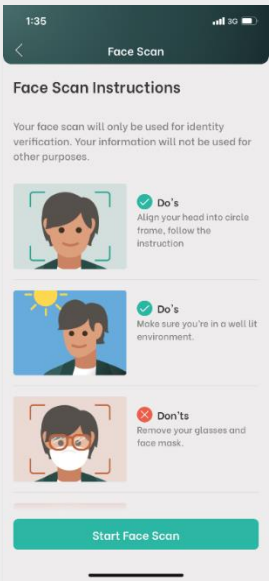 1:35
3G
Face Scan
Face Scan Instructions
Your face scan will only be used for identity
verification. Your information will not be used for
other purposes.
Do's
Align your head into circle
frame, follow the
instruction
Do's
Make sure you're in a well lit
environment.
Don'ts
Remove your glasses and
face mask.
Start Face Scan